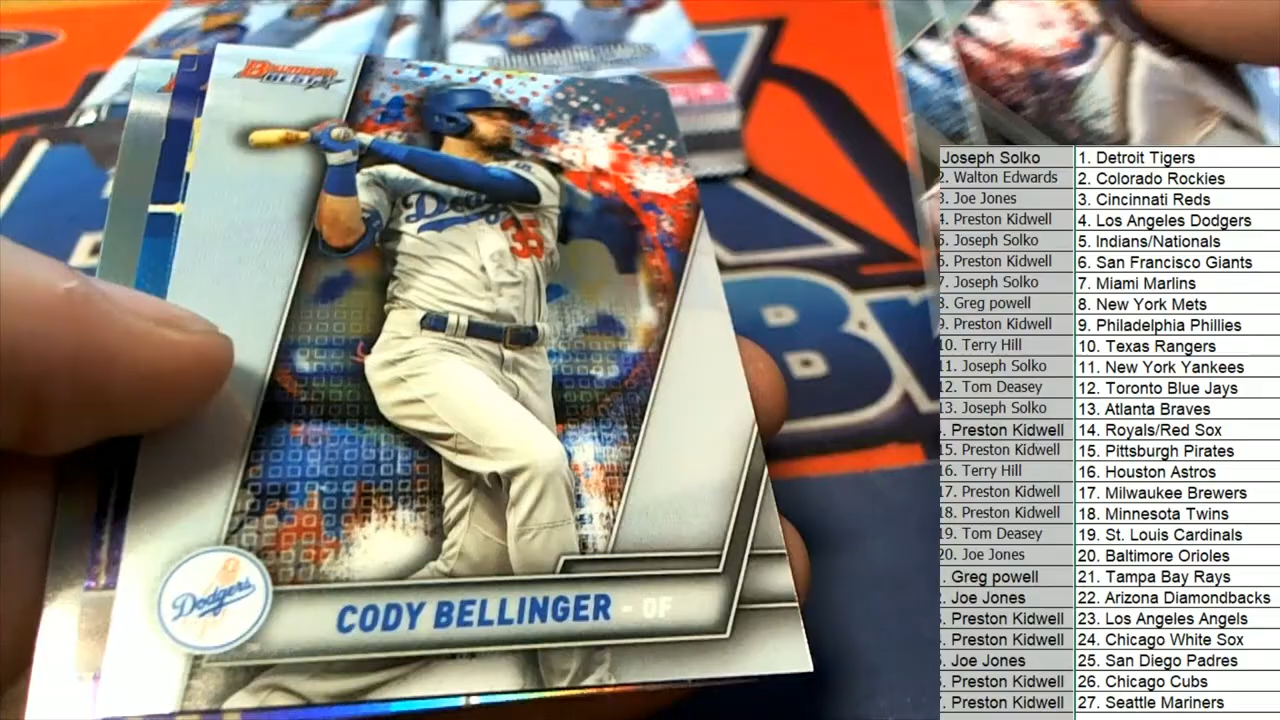 BOWMAN'S
BEST
Dodgers
35
Dodgers
CODY BELLINGER - OF
Br
Joseph Solko 1. Detroit Tigers
2. Walton Edwards 2. Colorado Rockies
3. Joe Jones 3. Cincinnati Reds
4. Preston Kidwell 4. Los Angeles Dodgers
5. Joseph Solko 5. Indians/Nationals
6. Preston Kidwell 6. San Francisco Giants
7. Joseph Solko 7. Miami Marlins
8. Greg powell 8. New York Mets
9. Preston Kidwell 9. Philadelphia Phillies
10. Terry Hill 10. Texas Rangers
11. Joseph Solko 11. New York Yankees
12. Tom Deasey 12. Toronto Blue Jays
13. Joseph Solko 13. Atlanta Braves
. Preston Kidwell 14. Royals/Red Sox
15. Preston Kidwell 15. Pittsburgh Pirates
16. Terry Hill 16. Houston Astros
17. Preston Kidwell 17. Milwaukee Brewers
18. Preston Kidwell 18. Minnesota Twins
19. Tom Deasey 19. St. Louis Cardinals
20. Joe Jones 20. Baltimore Orioles
. Greg powell 21. Tampa Bay Rays
. Joe Jones 22. Arizona Diamondbacks
. Preston Kidwell 23. Los Angeles Angels
. Preston Kidwell 24. Chicago White Sox
. Joe Jones 25. San Diego Padres
. Preston Kidwell 26. Chicago Cubs
. Preston Kidwell 27. Seattle Mariners